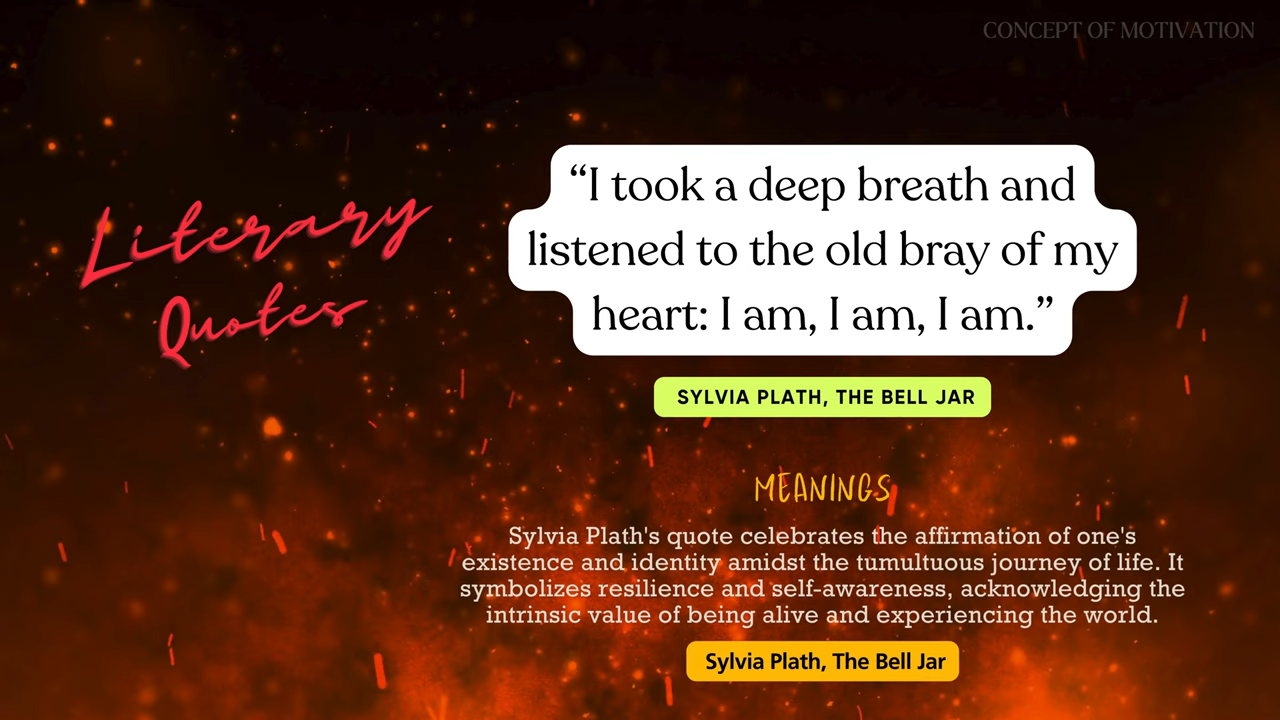 CONCEPT OF MOTIVATION
Literary
Quotes
“I took a deep breath and
listened to the old bray of my
heart: I am, I am, I am.”
SYLVIA PLATH, THE BELL JAR
MEANINGS
Sylvia Plath's quote celebrates the affirmation of one's
existence and identity amidst the tumultuous journey of life. It
symbolizes resilience and self-awareness, acknowledging the
intrinsic value of being alive and experiencing the world.
Sylvia Plath, The Bell Jar